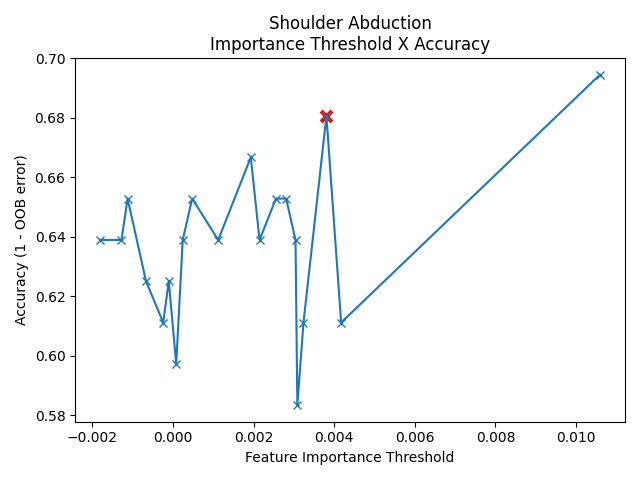 Shoulder Abduction
Importance Threshold X Accuracy
0.70
0.68
0.66
0.64
0.62
0.60
0.58
Accuracy (1 - OOB error)
−0.002 0.000 0.002 0.004 0.006 0.008 0.010
Feature Importance Threshold